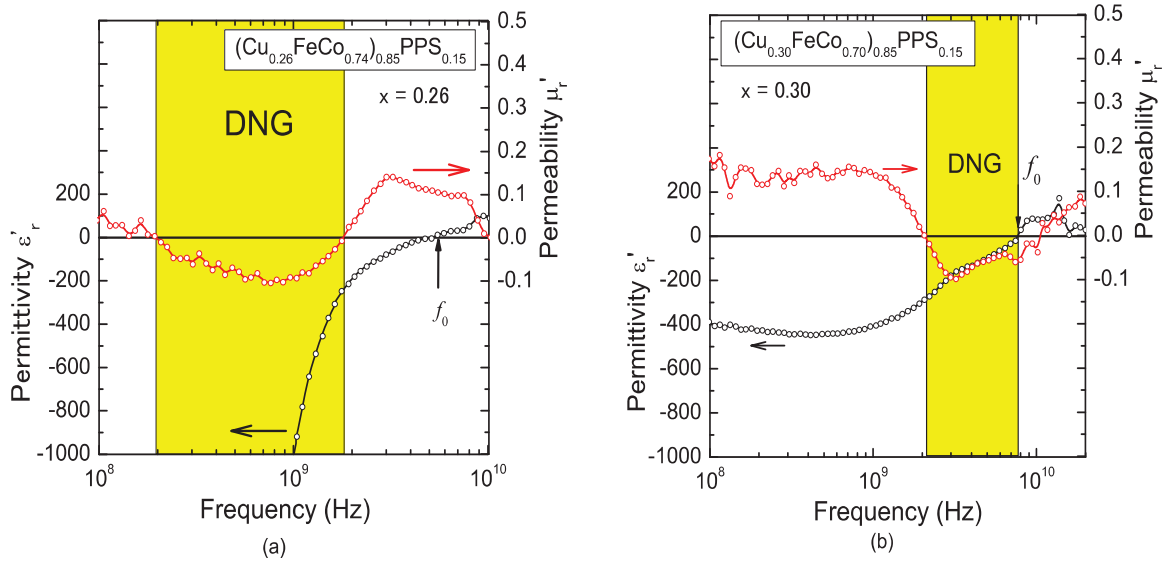 (Cu0.26FeCo0.74)0.85PPS0.15
x = 0.26
DNG
f0
200
0
-200
-400
-600
-800
-1000
0.5
0.4
0.3
0.2
0.1
0.0
-0.1
10^8
10^9
10^10
Permittivity ε'r
Permeability μr'
Frequency (Hz)
(a)
(Cu0.30FeCo0.70)0.85PPS0.15
x = 0.30
DNG
f0
200
0
-200
-400
-600
-800
-1000
0.5
0.4
0.3
0.2
0.1
0.0
-0.1
10^8
10^9
10^10
Permittivity εr'
Permeability μr'
Frequency (Hz)
(b)